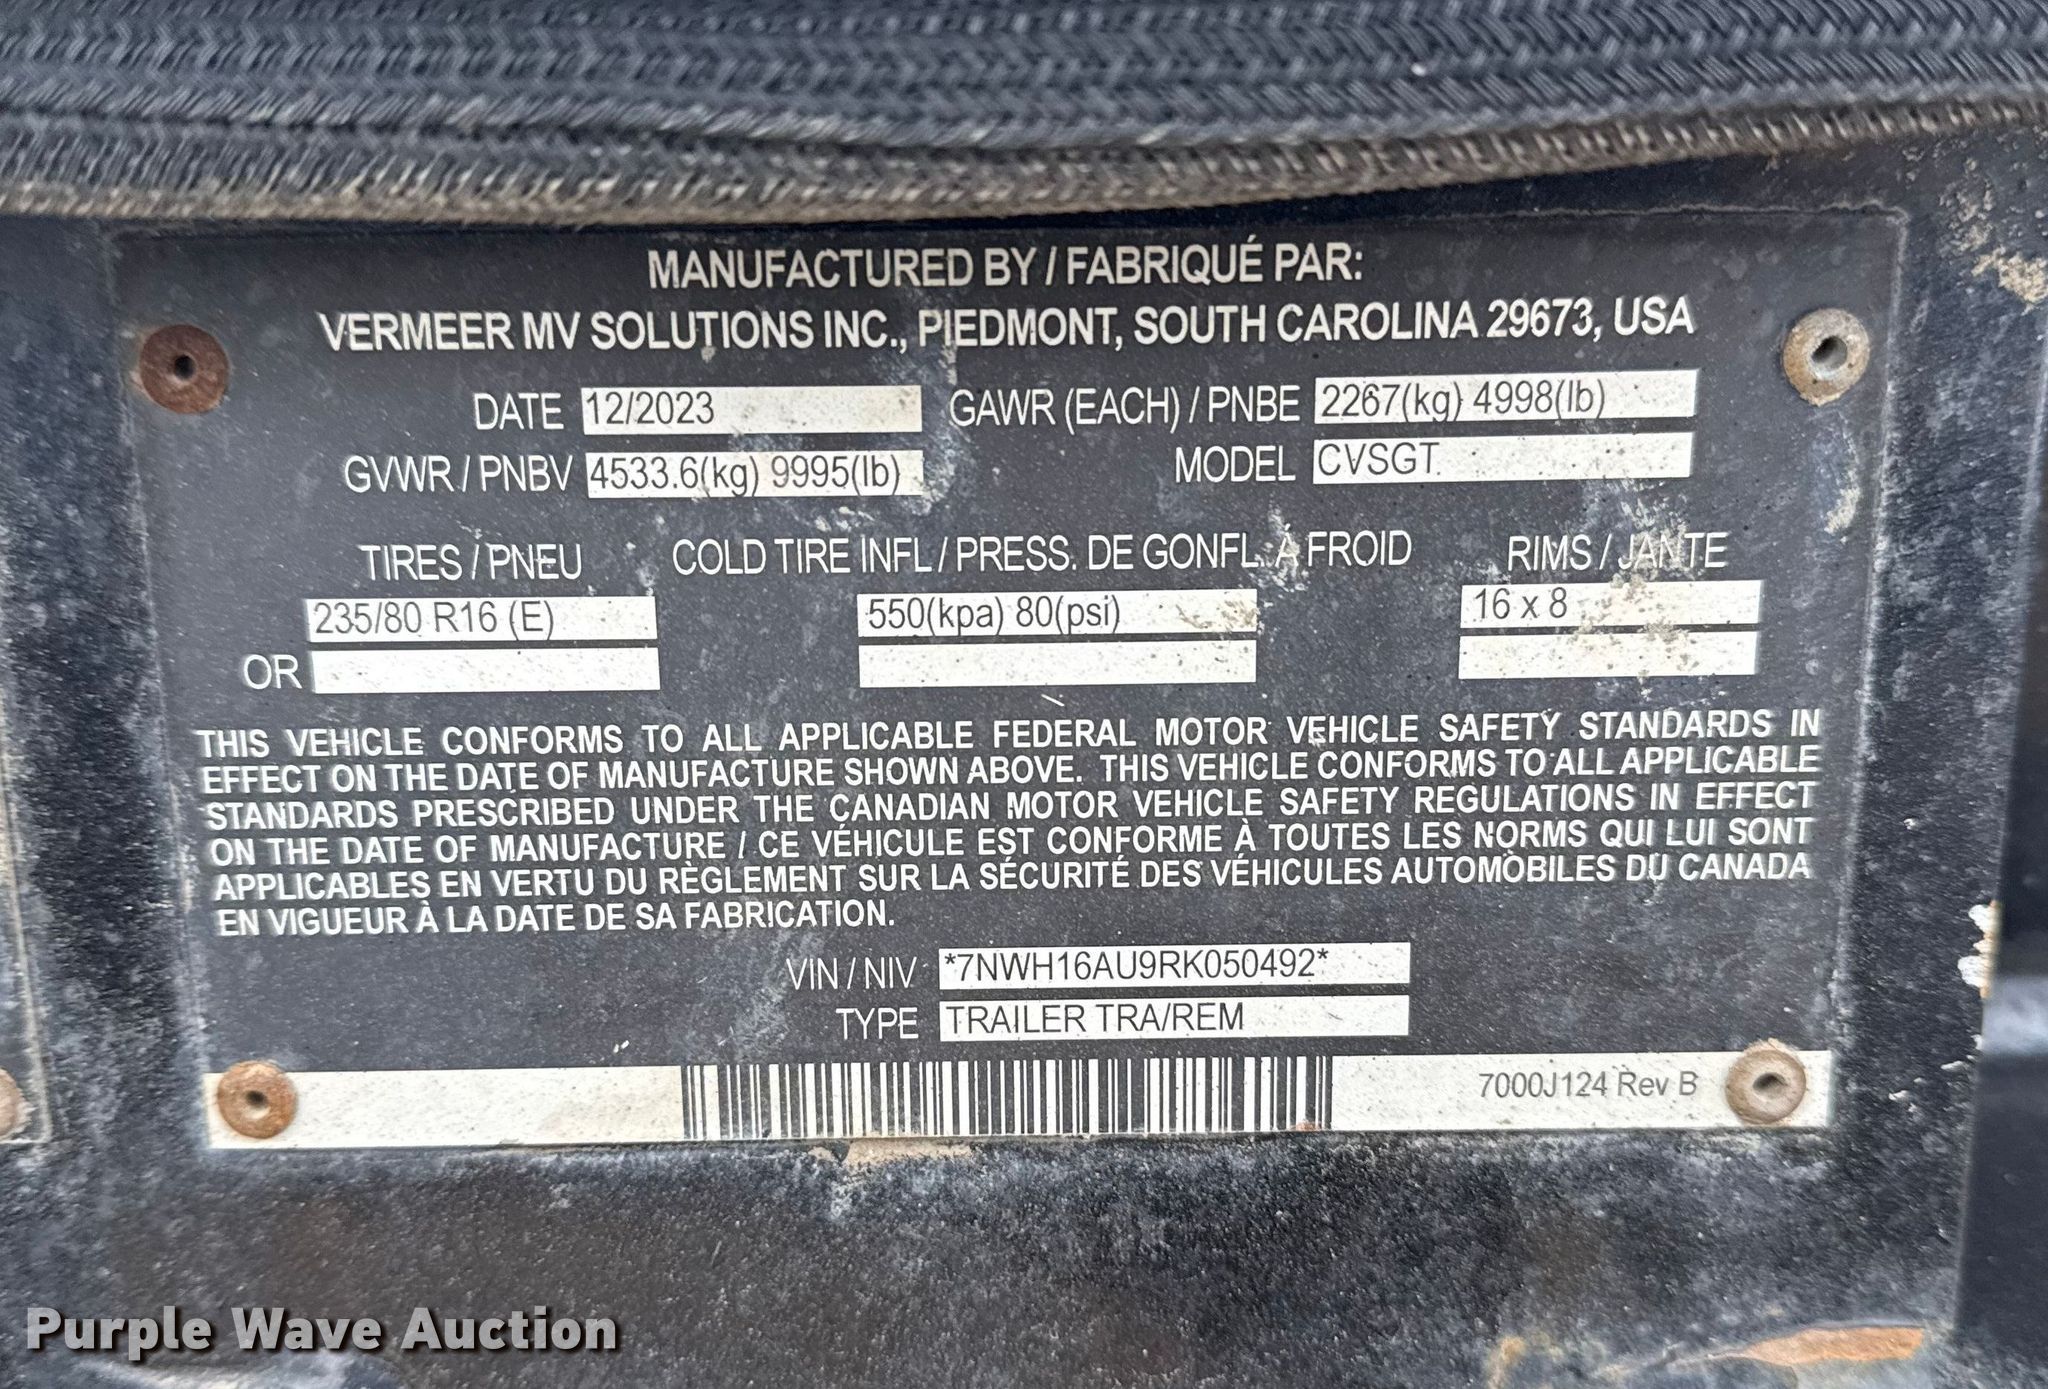 MANUFACTURED BY / FABRIQUÉ PAR:
VERMEER MV SOLUTIONS INC., PIEDMONT, SOUTH CAROLINA 29673, USA
DATE 12/2023 GAWR (EACH) / PNBE 2267(kg) 4998(lb)
GVWR / PNBV 4533.6(kg) 9995(lb) MODEL CVSGT
TIRES / PNEU COLD TIRE INFL / PRESS. DE GONFL. À FROID RIMS / JANTE
235/80 R16 (E) 550(kpa) 80(psi) 16 x 8
OR
THIS VEHICLE CONFORMS TO ALL APPLICABLE FEDERAL MOTOR VEHICLE SAFETY STANDARDS IN
EFFECT ON THE DATE OF MANUFACTURE SHOWN ABOVE. THIS VEHICLE CONFORMS TO ALL APPLICABLE
STANDARDS PRESCRIBED UNDER THE CANADIAN MOTOR VEHICLE SAFETY REGULATIONS IN EFFECT
ON THE DATE OF MANUFACTURE / CE VÉHICULE EST CONFORME À TOUTES LES NORMS QUI LUI SONT
APPLICABLES EN VERTU DU RÈGLEMENT SUR LA SÉCURITÉ DES VÉHICULES AUTOMOBILES DU CANADA
EN VIGUEUR À LA DATE DE SA FABRICATION.
VIN / NIV *7NWH16AU9RK050492*
TYPE TRAILER TRA/REM
7000J124 Rev B
Purple Wave Auction